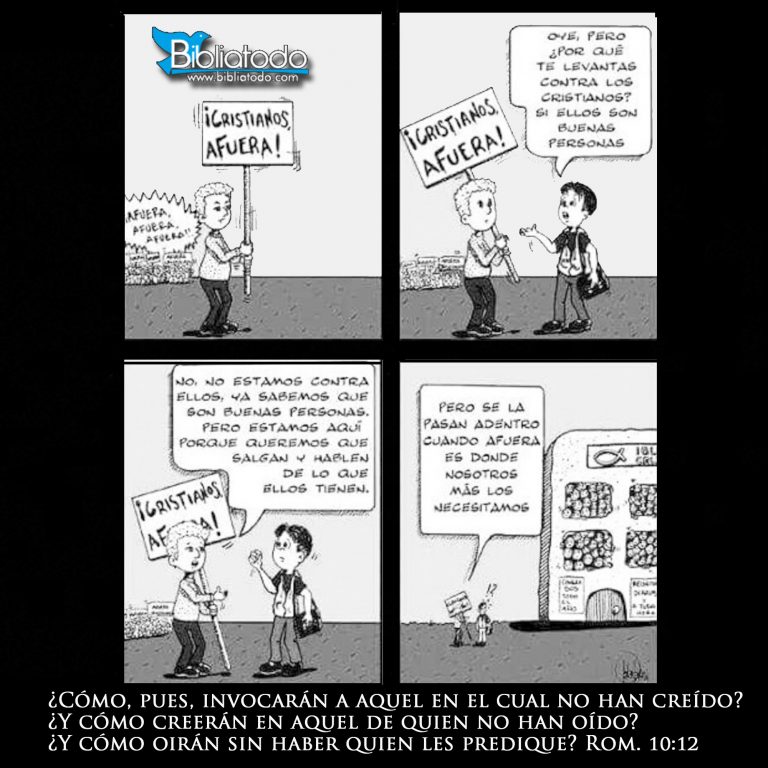 Bibliatodo
www.bibliatodo.com
¡CRISTIANOS,
AFUERA!
¡AFUERA,
AFUERA,
AFUERA!!
OYE, PERO
¿POR QUÉ
TE LEVANTAS
CONTRA LOS
CRISTIANOS?
SI ELLOS SON
BUENAS
PERSONAS
¡CRISTIANOS,
AFUERA!
NO, NO ESTAMOS CONTRA
ELLOS, YA SABEMOS QUE
SON BUENAS PERSONAS.
PERO ESTAMOS AQUÍ
PORQUE QUEREMOS QUE
SALGAN Y HABLEN
DE LO QUE
ELLOS TIENEN.
¡CRISTIANOS,
AFUERA!
PERO SE LA
PASAN ADENTRO
CUANDO AFUERA
ES DONDE
NOSOTROS
MÁS LOS
NECESITAMOS
!?
TODO
EL
AÑO
¿Cómo, pues, invocarán a aquel en el cual no han creído?
¿Y cómo creerán en aquel de quien no han oído?
¿Y cómo oirán sin haber quien les predique? Rom. 10:12